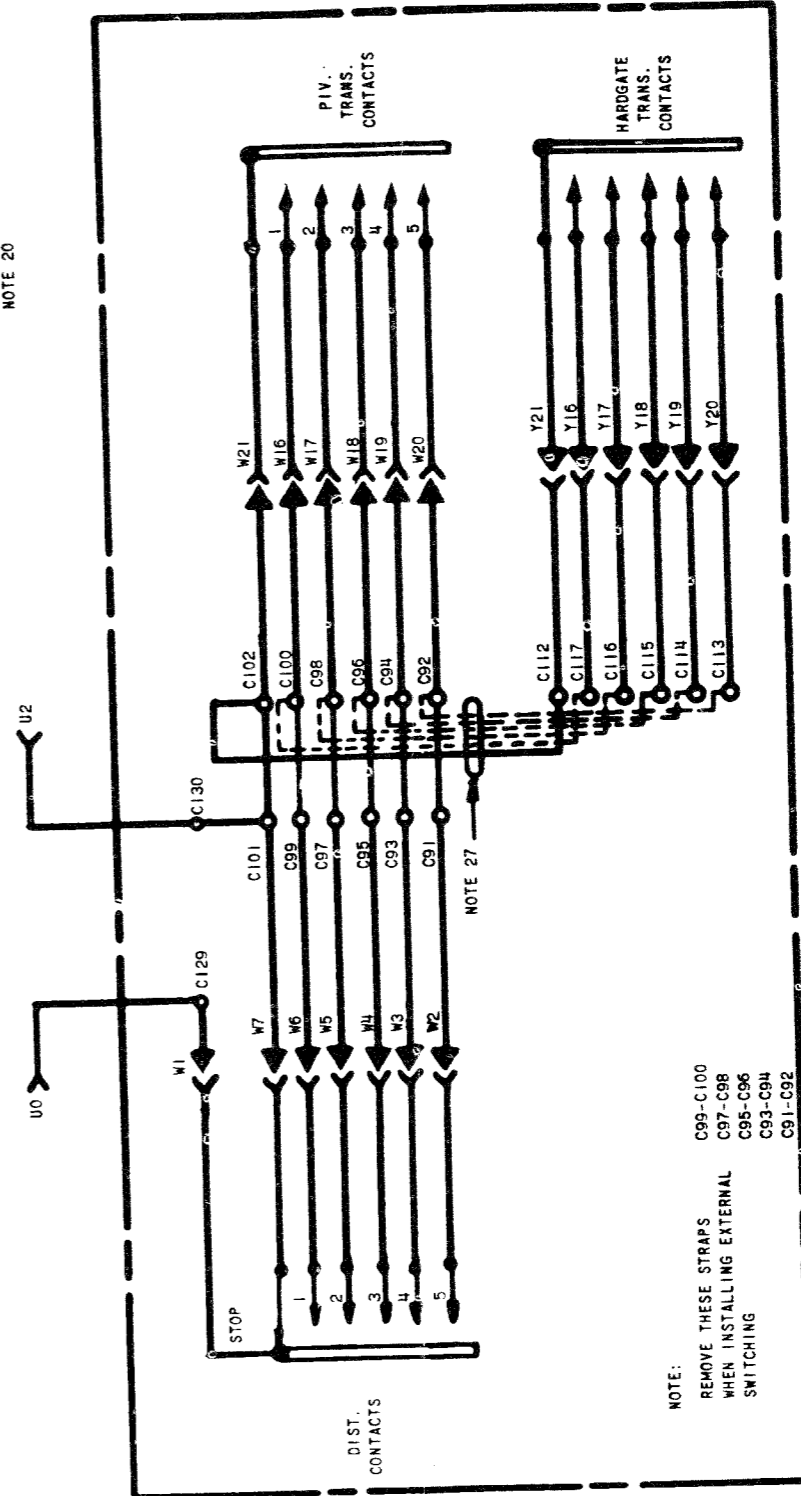 NOTE 20
U0
U2
C129
C130
W1
STOP
DIST.
CONTACTS
1
2
3
4
5
W7
W6
W5
W4
W3
W2
C101
C99
C97
C95
C93
C91
C102
C100
C98
C96
C94
C92
NOTE 27
W21
W16
W17
W18
W19
W20
1
2
3
4
5
PIV.
TRANS.
CONTACTS
C112
C117
C116
C115
C114
C113
Y21
Y16
Y17
Y18
Y19
Y20
HARDGATE
TRANS.
CONTACTS
NOTE:
REMOVE THESE STRAPS
WHEN INSTALLING EXTERNAL
SWITCHING
C99-C100
C97-C98
C95-C96
C93-C94
C91-C92